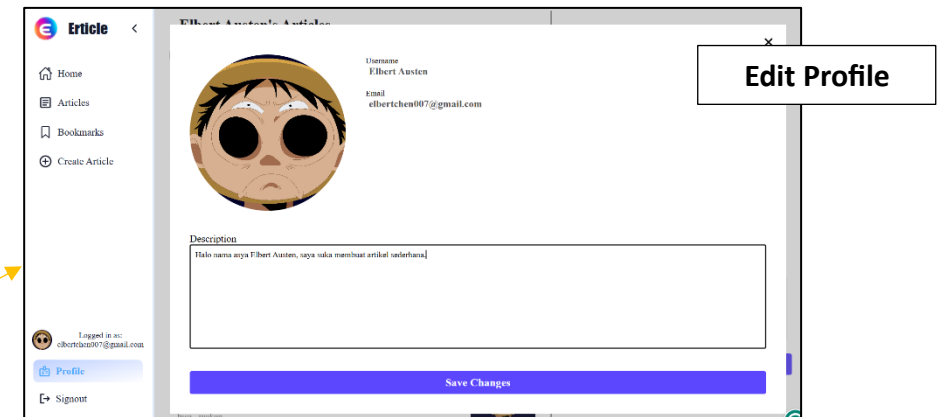 Erticle
Elbert Austen's Articles
×
Username
Elbert Austen
Email
elbertchen007@gmail.com
Edit Profile
Home
Articles
Bookmarks
Create Article
Description
Halo nama asya Elbert Austen, saya suka membuat artikel sederhana.
Logged in as:
elbertchen007@gmail.com
Profile
Save Changes
Signout